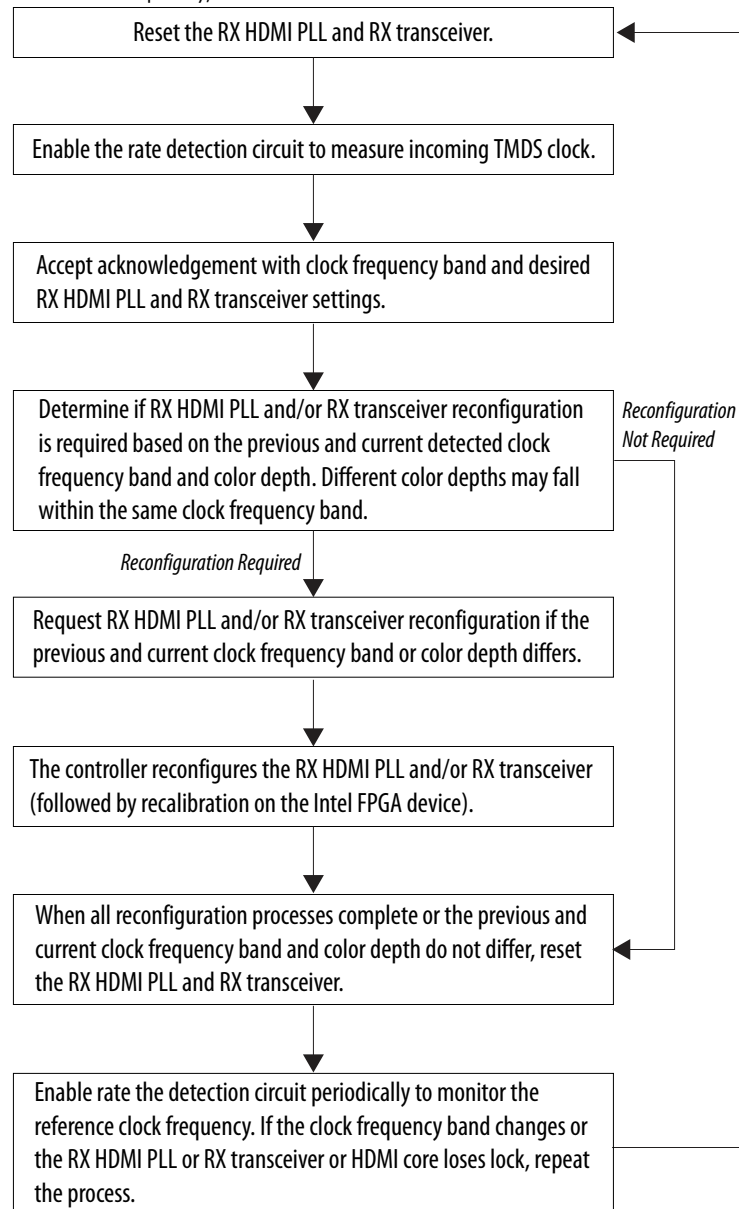 Reset the RX HDMI PLL and RX transceiver.
Enable the rate detection circuit to measure incoming TMDS clock.
Accept acknowledgement with clock frequency band and desired
RX HDMI PLL and RX transceiver settings.
Determine if RX HDMI PLL and/or RX transceiver reconfiguration
is required based on the previous and current detected clock
frequency band and color depth. Different color depths may fall
within the same clock frequency band.
Reconfiguration
Not Required
Reconfiguration Required
Request RX HDMI PLL and/or RX transceiver reconfiguration if the
previous and current clock frequency band or color depth differs.
The controller reconfigures the RX HDMI PLL and/or RX transceiver
(followed by recalibration on the Intel FPGA device).
When all reconfiguration processes complete or the previous and
current clock frequency band and color depth do not differ, reset
the RX HDMI PLL and RX transceiver.
Enable rate the detection circuit periodically to monitor the
reference clock frequency. If the clock frequency band changes or
the RX HDMI PLL or RX transceiver or HDMI core loses lock, repeat
the process.